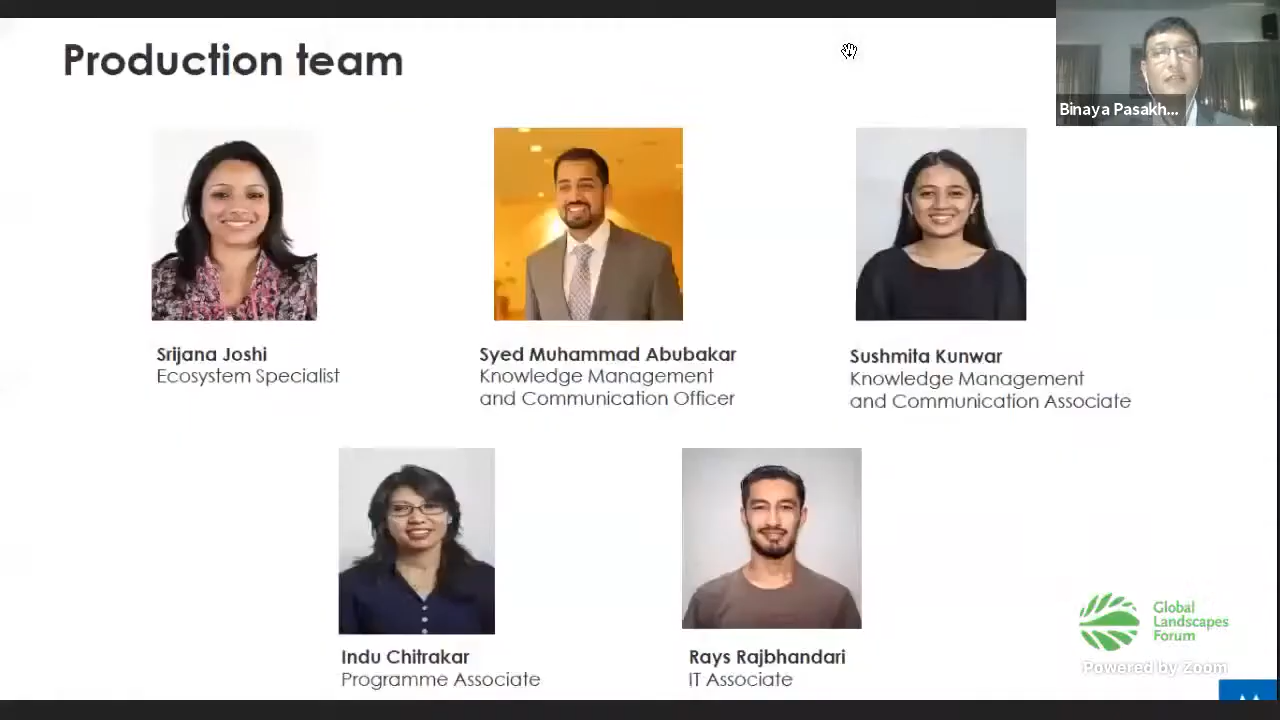 Production team
Binaya Pasakh...
Srijana Joshi
Ecosystem Specialist
Syed Muhammad Abubakar
Knowledge Management
and Communication Officer
Sushmita Kunwar
Knowledge Management
and Communication Associate
Indu Chitrakar
Programme Associate
Rays Rajbhandari
IT Associate
Global
Landscapes
Forum
Powered by Zoom